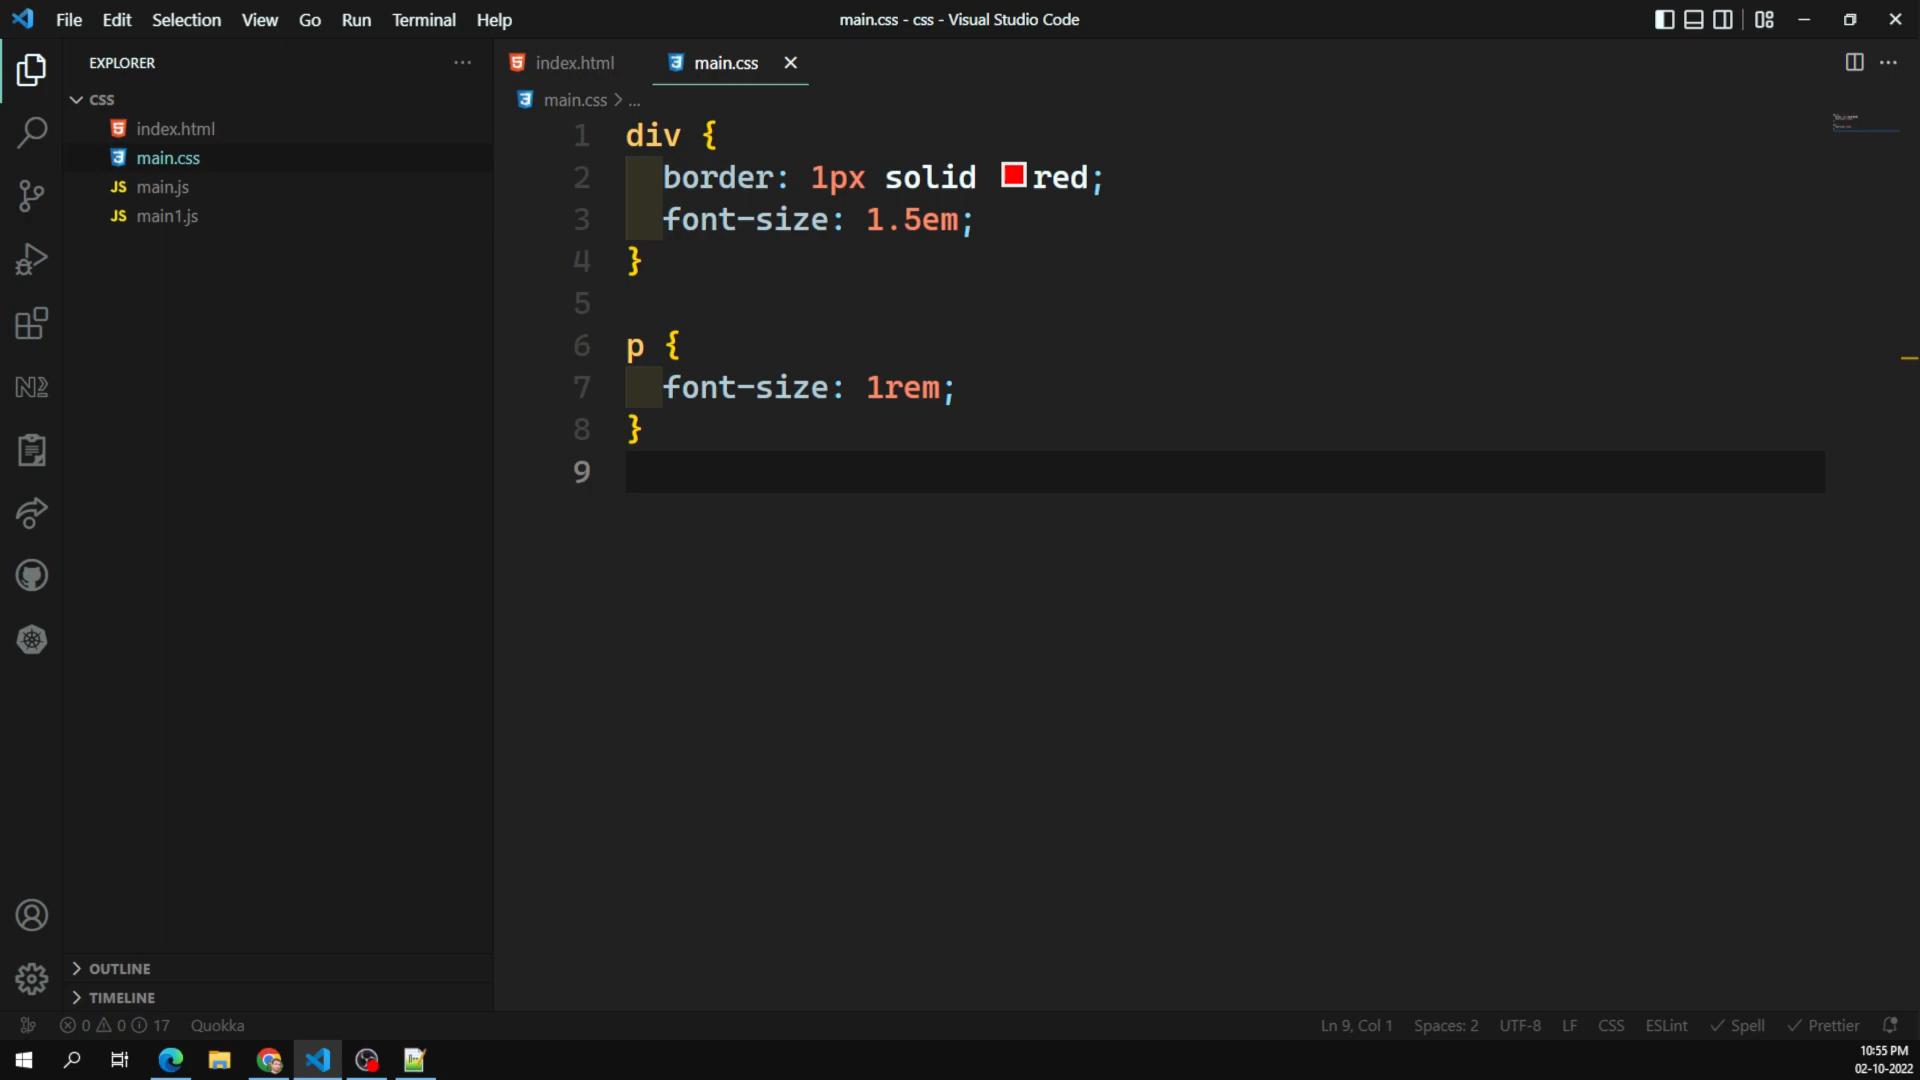 File Edit Selection View Go Run Terminal Help
main.css - css - Visual Studio Code
EXPLORER
CSS
index.html
main.css
JS main.js
JS main1.js
OUTLINE
TIMELINE
index.html
main.css
main.css > ...
1 div {
2 border: 1px solid red;
3 font-size: 1.5em;
4 }
5
6 p {
7 font-size: 1rem;
8 }
9
0 0 17 Quokka
Ln 9, Col 1 Spaces: 2 UTF-8 LF CSS ESLint Spell Prettier
10:55 PM
02-10-2022